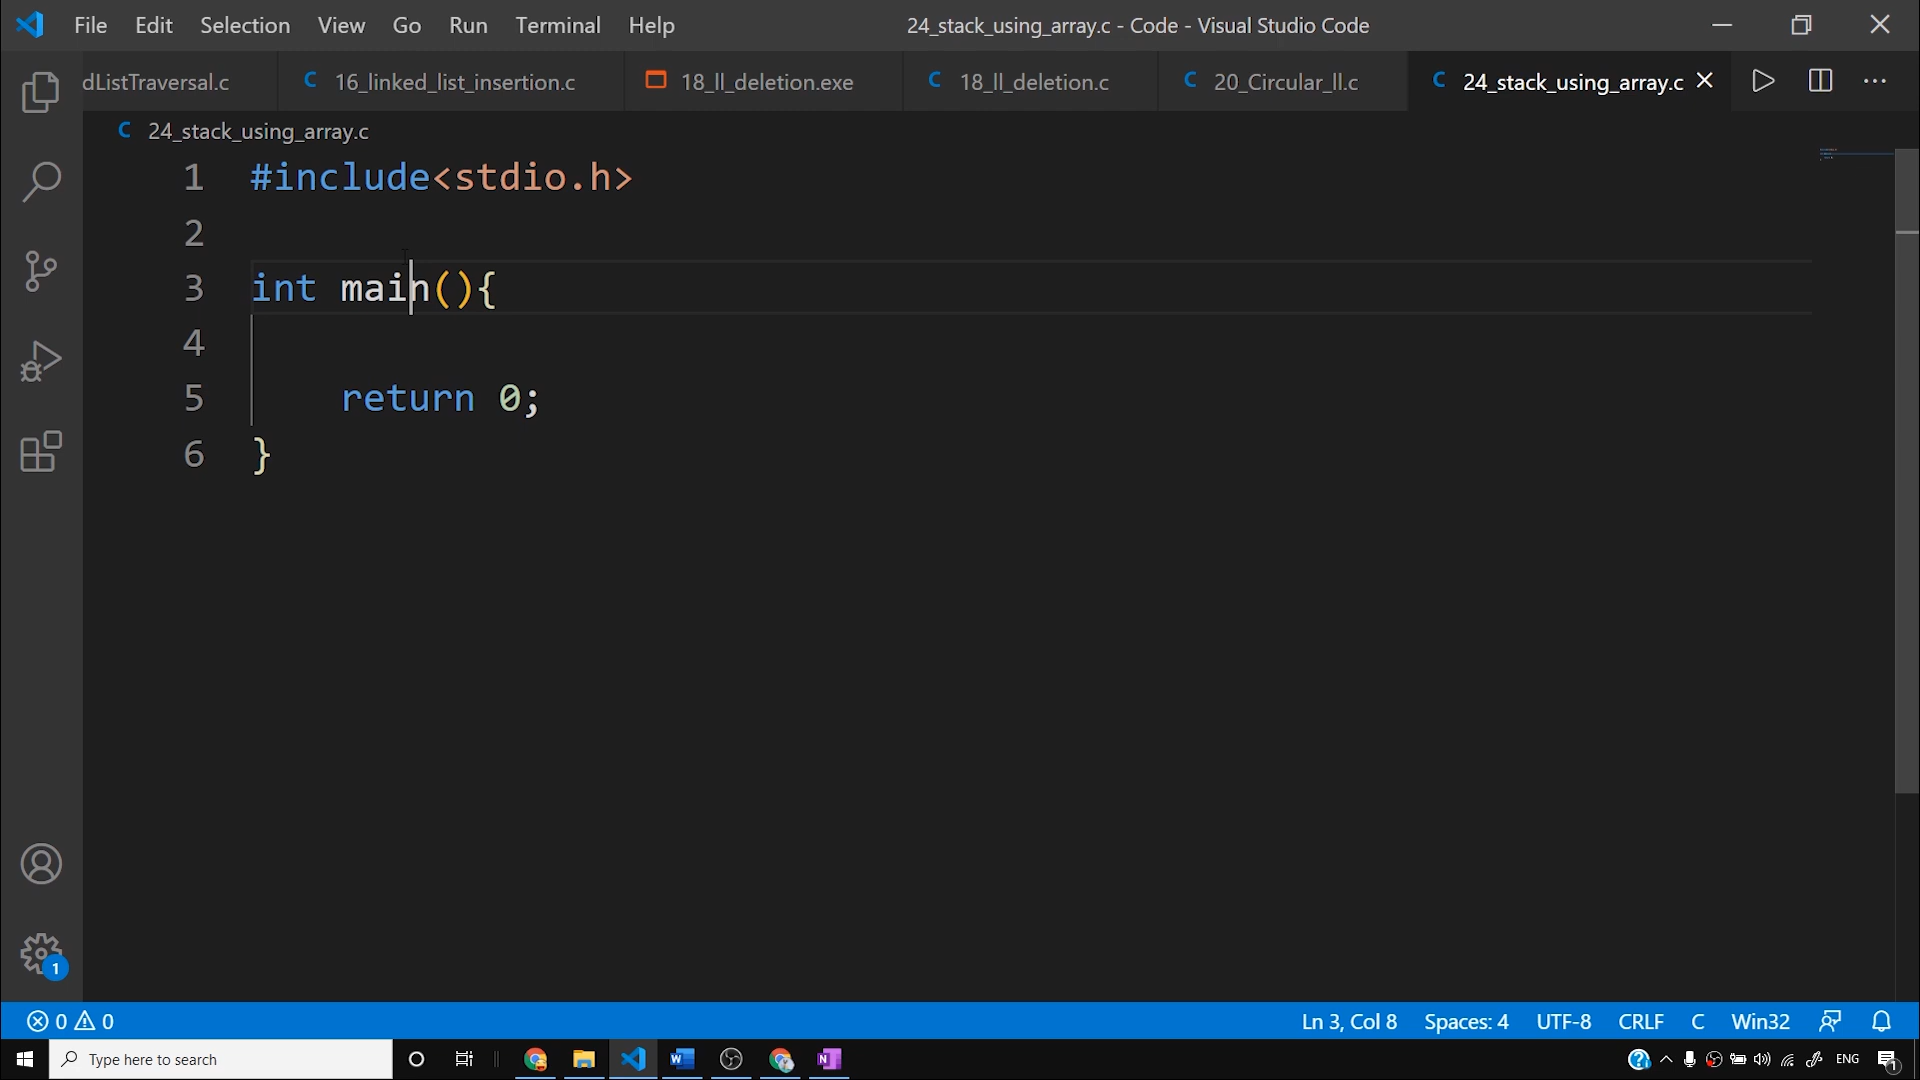 File Edit Selection View Go Run Terminal Help 24_stack_using_array.c - Code - Visual Studio Code
dListTraversal.c C 16_linked_list_insertion.c 18_ll_deletion.exe C 18_ll_deletion.c C 20_Circular_ll.c C 24_stack_using_array.c
C 24_stack_using_array.c
1 #include<stdio.h>
2
3 int main(){
4
5 return 0;
6 }
1
0 0 Ln 3, Col 8 Spaces: 4 UTF-8 CRLF C Win32
Type here to search ENG 1